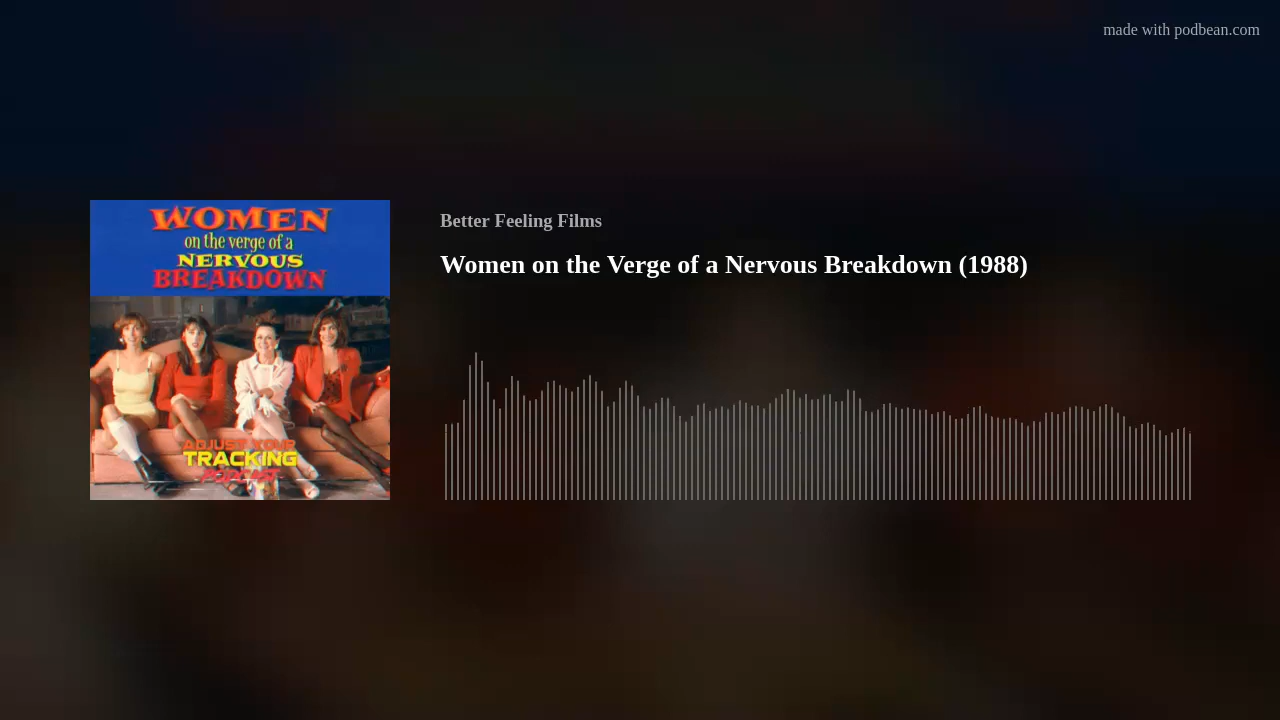 made with podbean.com
WOMEN
on the verge of a
NERVOUS
BREAKDOWN
ADJUST YOUR
TRACKING
PODCAST
Better Feeling Films
Women on the Verge of a Nervous Breakdown (1988)